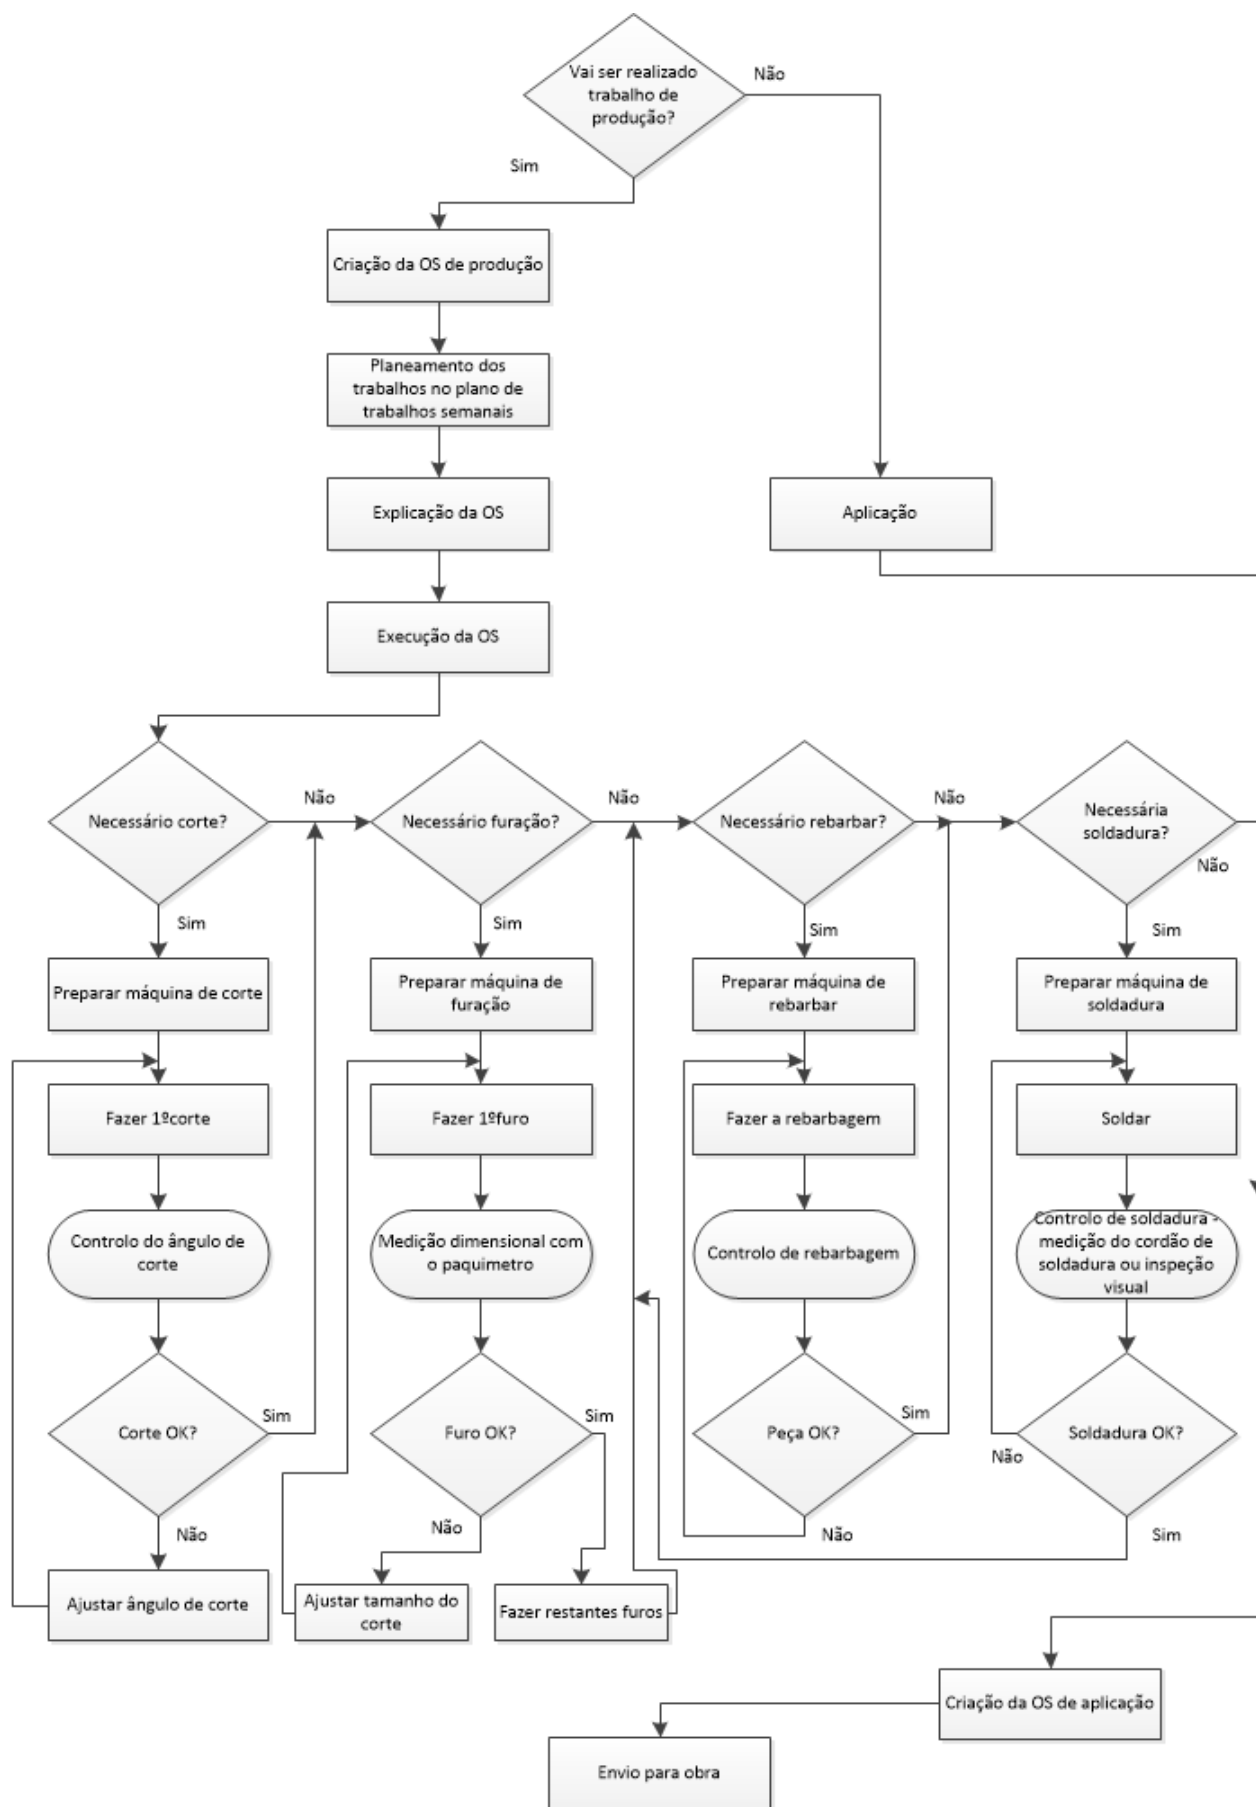 Vai ser realizado
trabalho de
produção?
Não
Sim
Criação da OS de produção
Planeamento dos
trabalhos no plano de
trabalhos semanais
Explicação da OS
Aplicação
Execução da OS
Necessário corte?
Não
Necessário furação?
Não
Necessário rebarbar?
Não
Necessária
soldadura?
Não
Sim
Sim
Sim
Sim
Preparar máquina de corte
Preparar máquina de
furação
Preparar máquina de
rebarbar
Preparar máquina de
soldadura
Fazer 1ºcorte
Fazer 1ºfuro
Fazer a rebarbagem
Soldar
Controlo do ângulo de
corte
Medição dimensional com
o paquimetro
Controlo de rebarbagem
Controlo de soldadura -
medição do cordão de
soldadura ou inspeção
visual
Corte OK?
Sim
Furo OK?
Sim
Peça OK?
Sim
Soldadura OK?
Não
Não
Não
Não
Sim
Ajustar ângulo de corte
Ajustar tamanho do
corte
Fazer restantes furos
Criação da OS de aplicação
Envio para obra